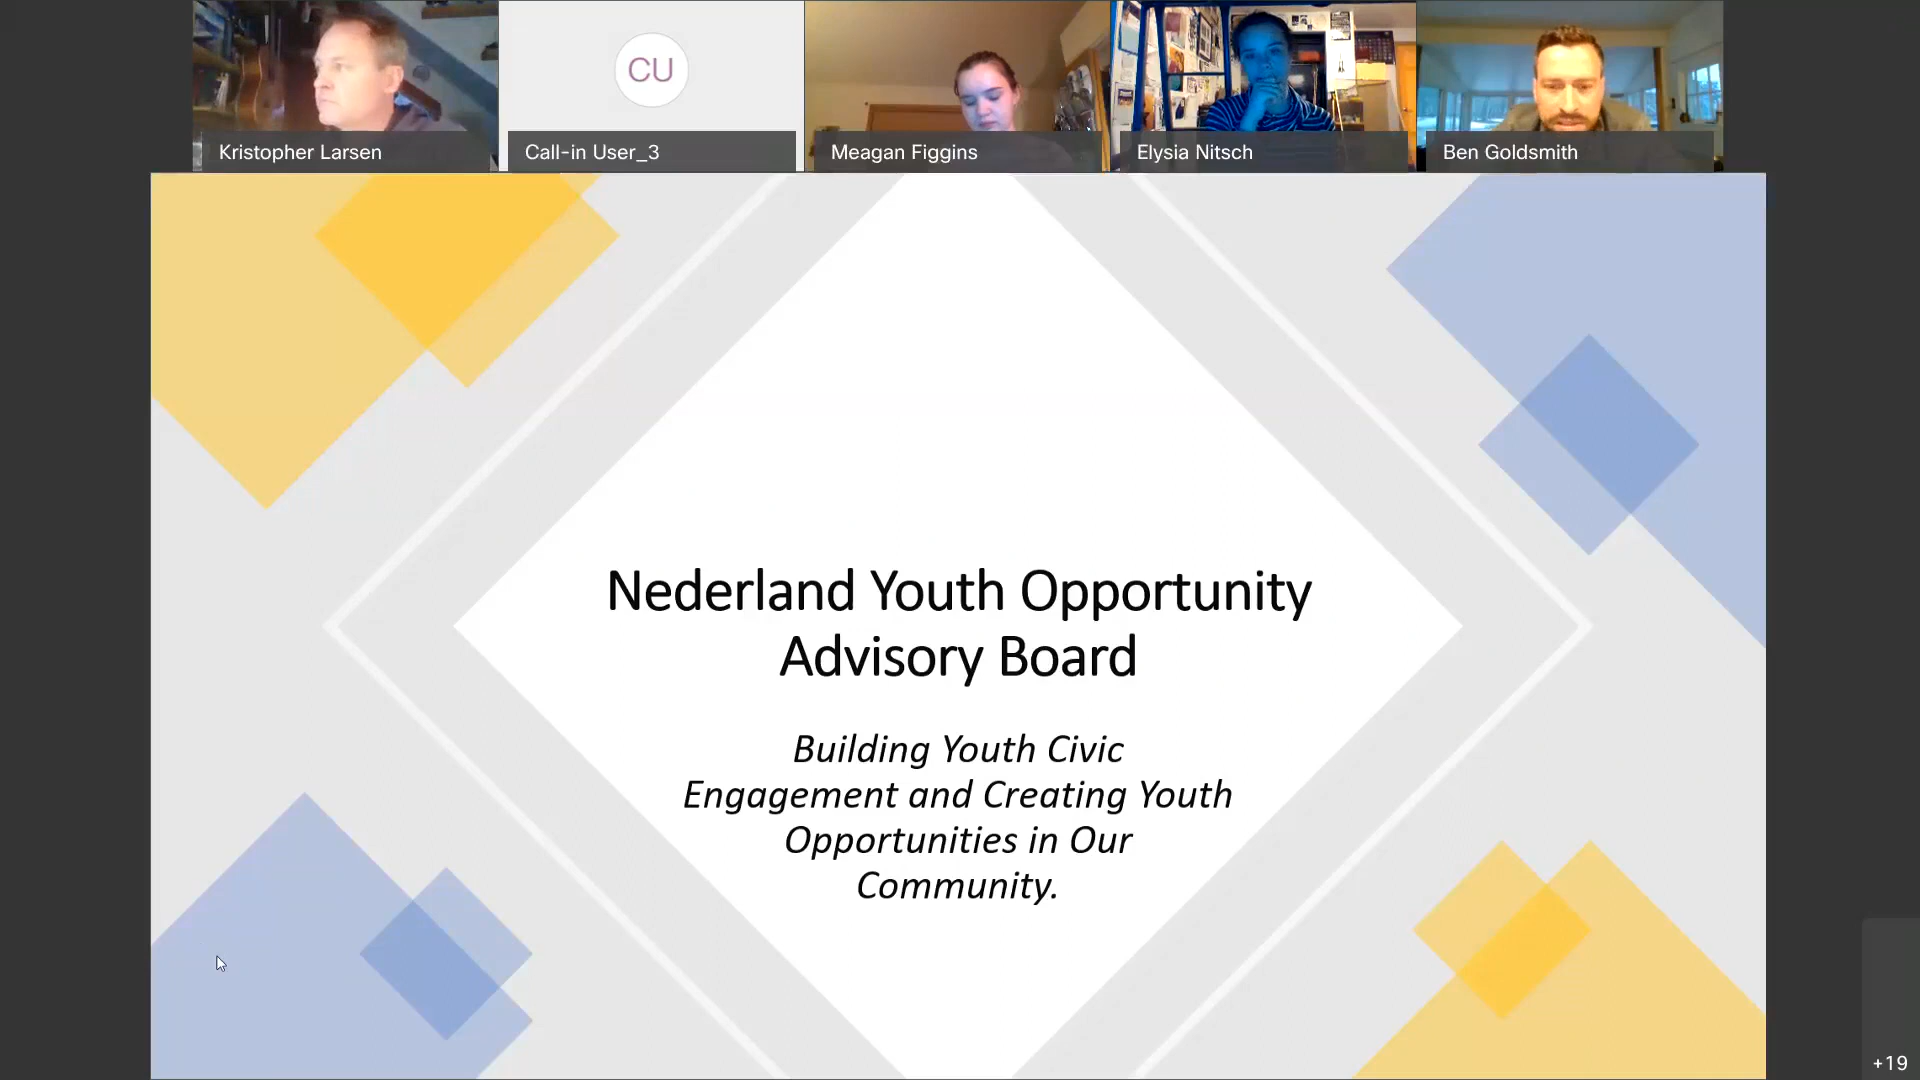 CU
Kristopher Larsen
Call-in User_3
Meagan Figgins
Elysia Nitsch
Ben Goldsmith
Nederland Youth Opportunity
Advisory Board
Building Youth Civic
Engagement and Creating Youth
Opportunities in Our
Community.
+19